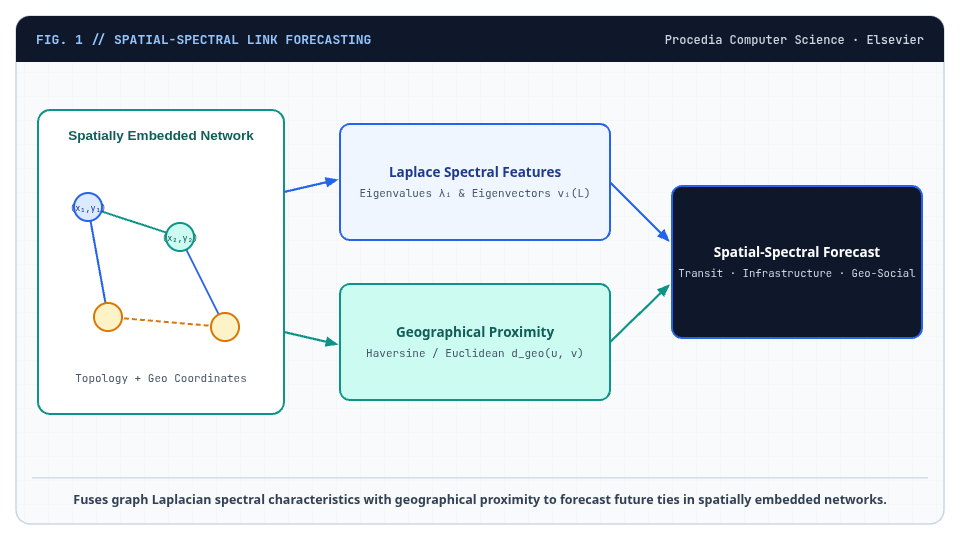 FIG. 1 // SPATIAL-SPECTRAL LINK FORECASTING
Procedia Computer Science · Elsevier
Spatially Embedded Network
(x₁,y₁)
(x₂,y₂)
Topology + Geo Coordinates
Laplace Spectral Features
Eigenvalues λᵢ & Eigenvectors vᵢ(L)
Geographical Proximity
Haversine / Euclidean d_geo(u, v)
Spatial-Spectral Forecast
Transit · Infrastructure · Geo-Social
Fuses graph Laplacian spectral characteristics with geographical proximity to forecast future ties in spatially embedded networks.